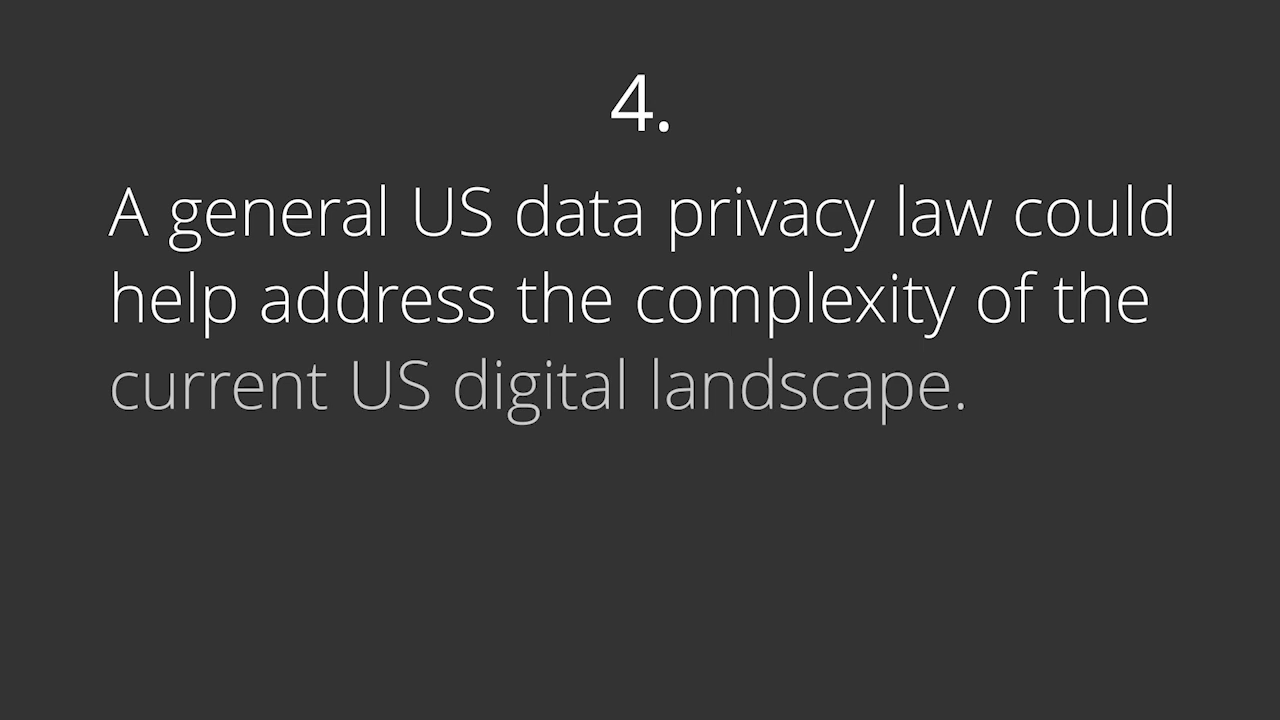 4.
A general US data privacy law could
help address the complexity of the
current US digital landscape.